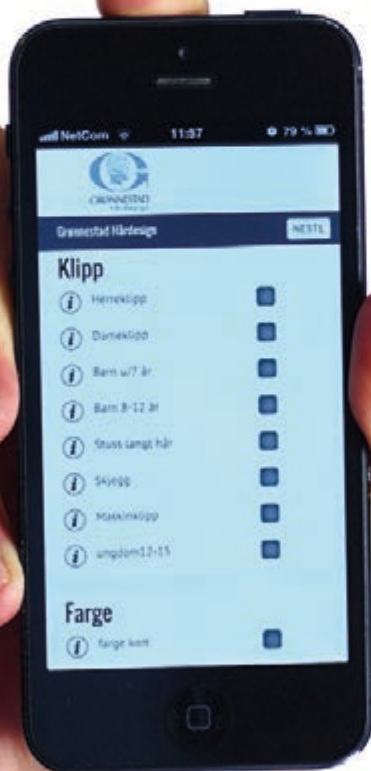 NetCom 11:57 79 %
G
GRØNNESTAD
Hårdesign
Grønnestad Hårdesign NESTE
Klipp
i Herreklipp
i Dameklipp
i Barn u/7 år
i Barn 8-12 år
i Stuss langt hår
i Skjegg
i Maskinklipp
i ungdom12-15
Farge
i farge kort